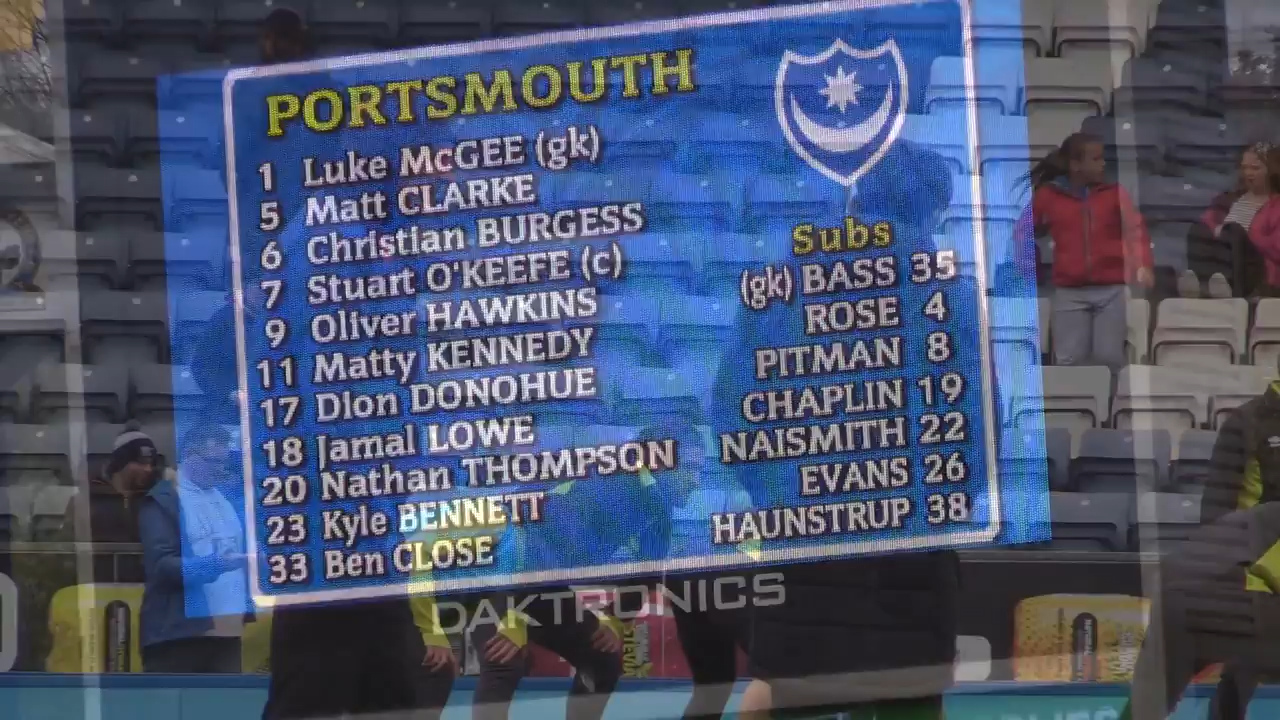 PORTSMOUTH
1 Luke McGEE (gk)
5 Matt CLARKE
6 Christian BURGESS
7 Stuart O'KEEFE (c)
9 Oliver HAWKINS
11 Matty KENNEDY
17 Dion DONOHUE
18 Jamal LOWE
20 Nathan THOMPSON
23 Kyle BENNETT
33 Ben CLOSE
Subs
(gk) BASS 35
ROSE 4
PITMAN 8
CHAPLIN 19
NAISMITH 22
EVANS 26
HAUNSTRUP 38
DAKTRONICS